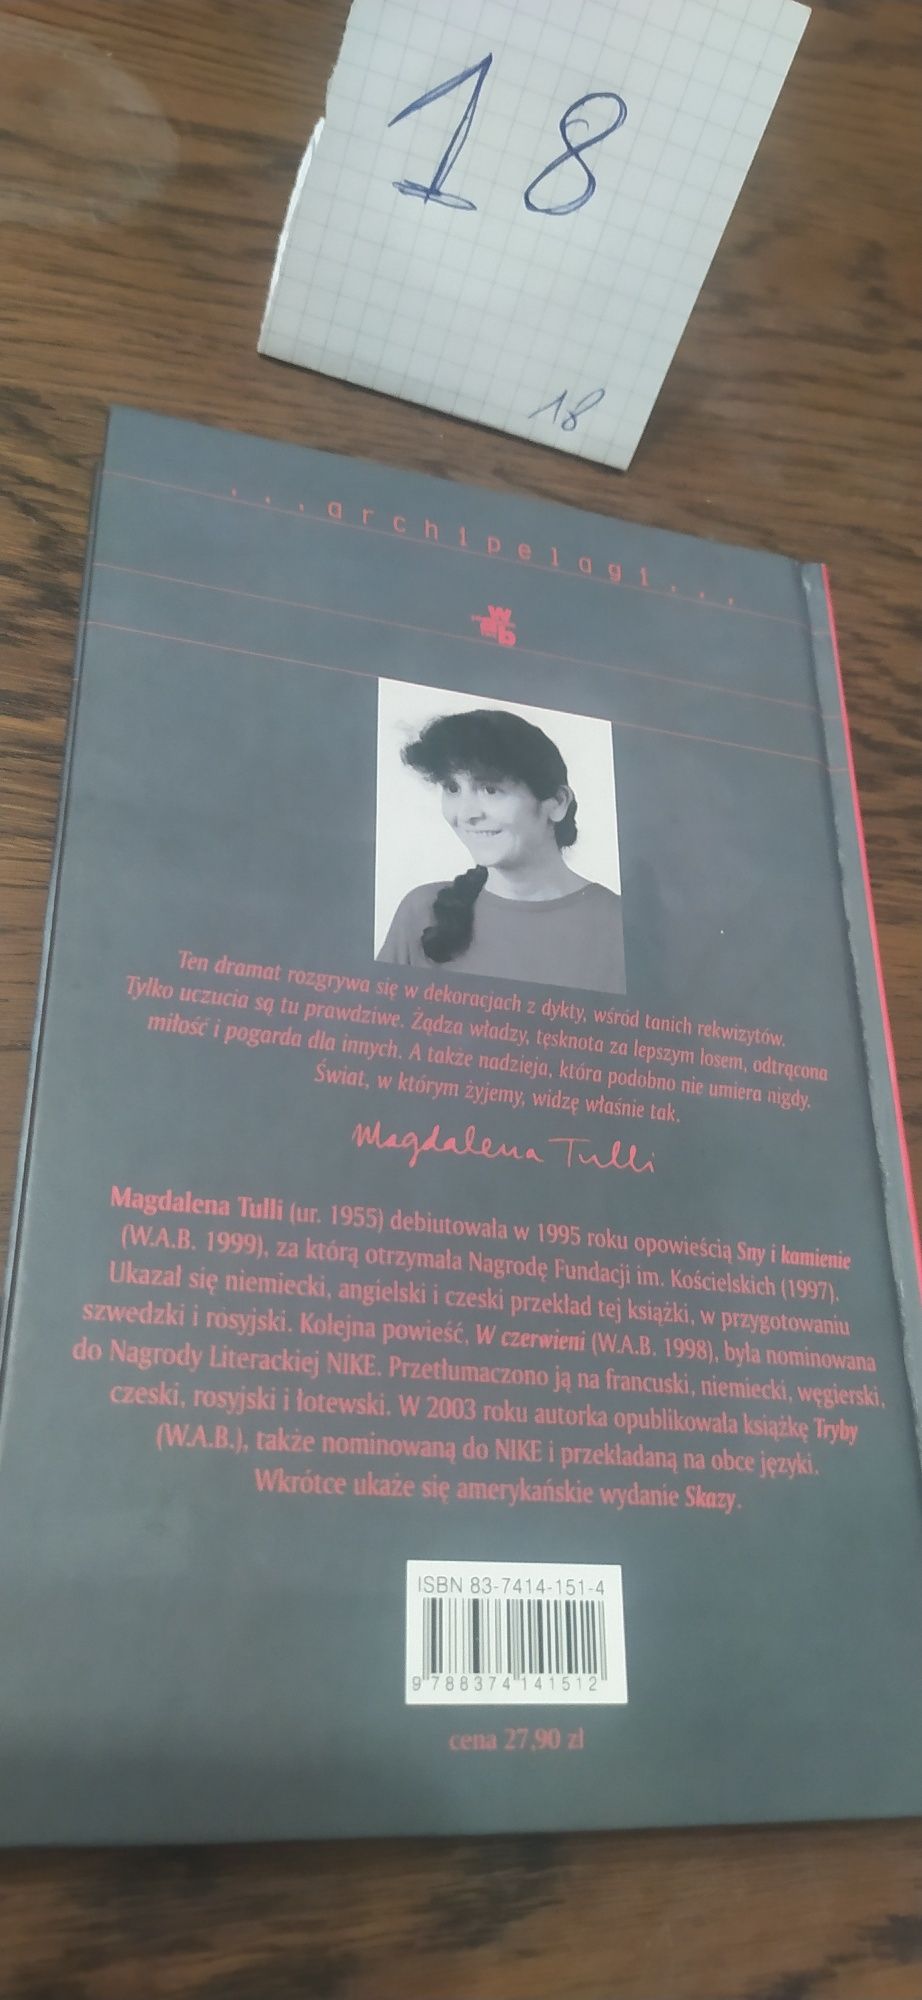 18
18
...archipelagi...
w
a b
Ten dramat rozgrywa się w dekoracjach z dykty, wśród tanich rekwizytów.
Tylko uczucia są tu prawdziwe. Żądza władzy, tęsknota za lepszym losem, odtrącona
miłość i pogarda dla innych. A także nadzieja, która podobno nie umiera nigdy.
Świat, w którym żyjemy, widzę właśnie tak.
Magdalena Tulli
Magdalena Tulli (ur. 1955) debiutowała w 1995 roku opowieścią Sny i kamienie
(W.A.B. 1999), za którą otrzymała Nagrodę Fundacji im. Kościelskich (1997).
Ukazał się niemiecki, angielski i czeski przekład tej książki, w przygotowaniu
szwedzki i rosyjski. Kolejna powieść, W czerwieni (W.A.B. 1998), była nominowana
do Nagrody Literackiej NIKE. Przetłumaczono ją na francuski, niemiecki, węgierski,
czeski, rosyjski i łotewski. W 2003 roku autorka opublikowała książkę Tryby
(W.A.B.), także nominowaną do NIKE i przekładaną na obce języki.
Wkrótce ukaże się amerykańskie wydanie Skazy.
ISBN 83-7414-151-4
9 788374 141512
cena 27,90 zł